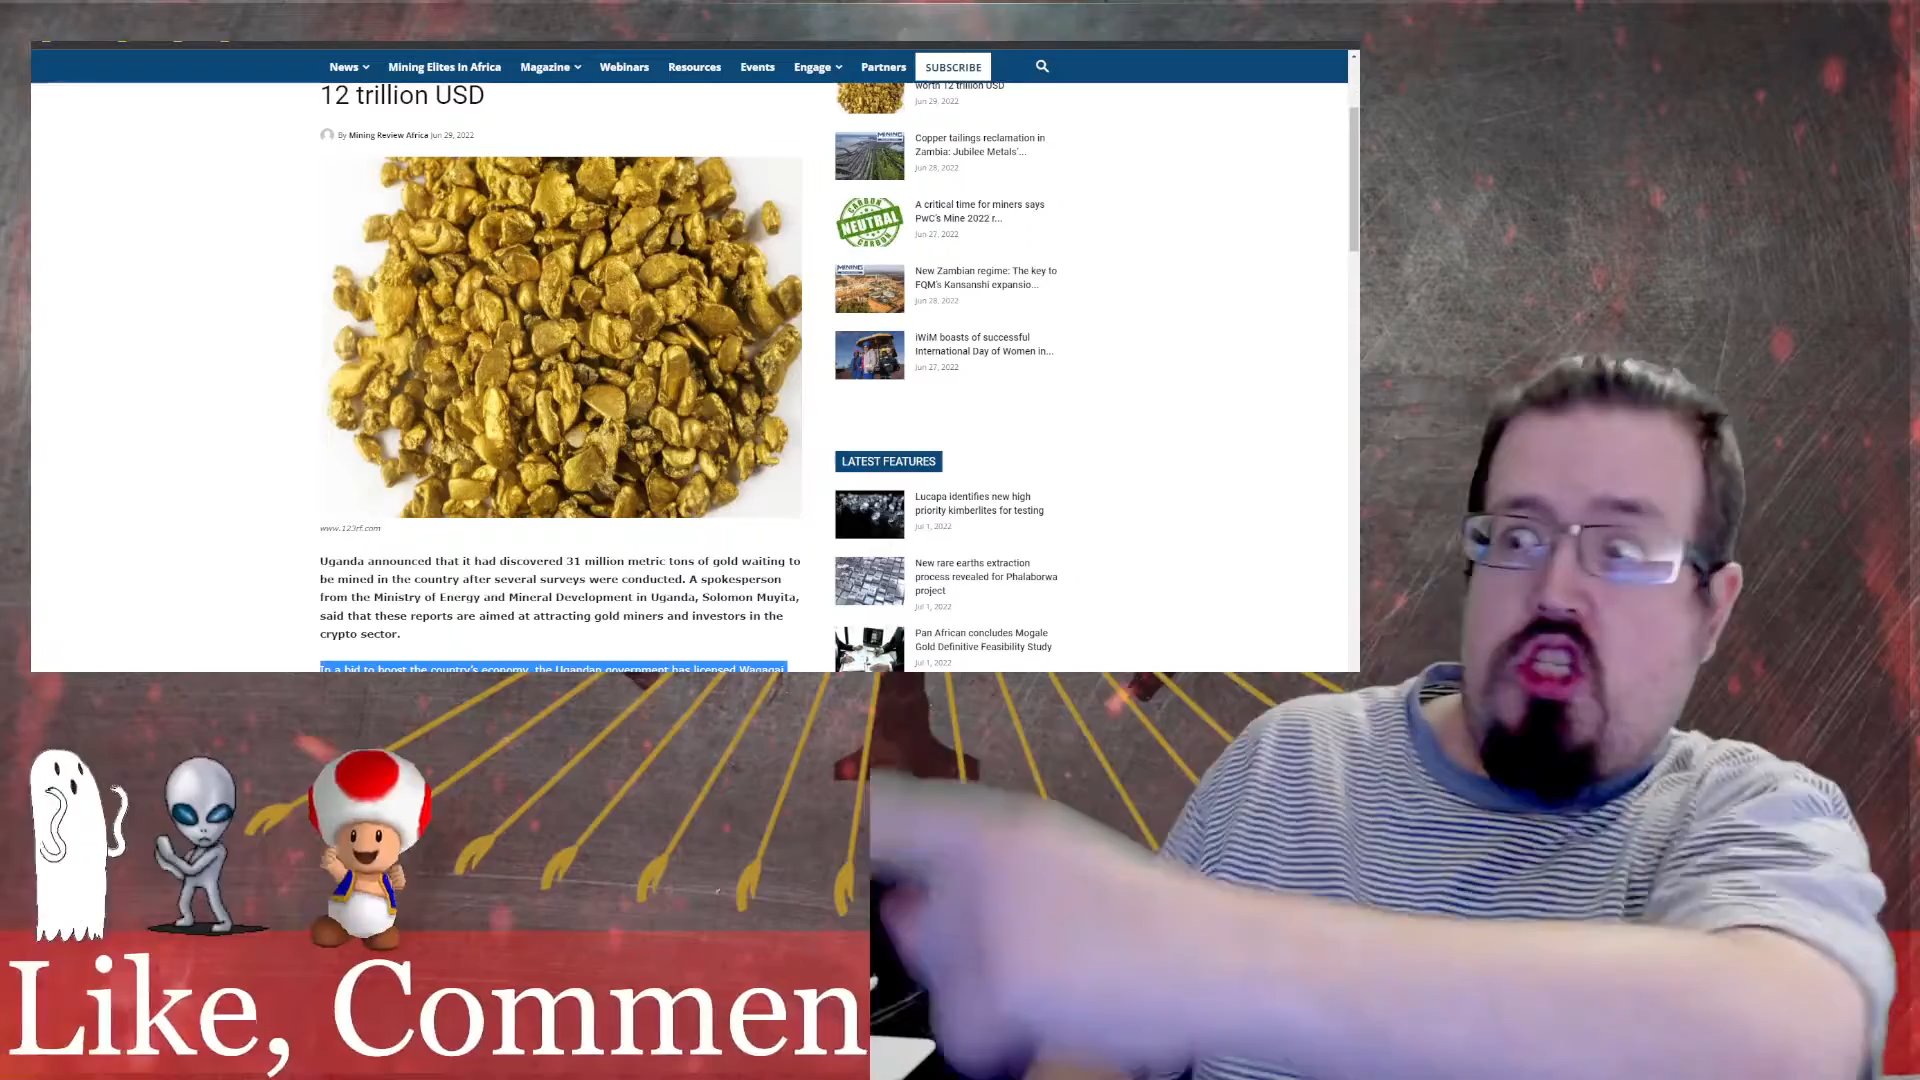 News Mining Elites In Africa Magazine Webinars Resources Events Engage Partners SUBSCRIBE
12 trillion USD
By Mining Review Africa Jun 29, 2022
www.123rf.com
Uganda announced that it had discovered 31 million metric tons of gold waiting to
be mined in the country after several surveys were conducted. A spokesperson
from the Ministry of Energy and Mineral Development in Uganda, Solomon Muyita,
said that these reports are aimed at attracting gold miners and investors in the
crypto sector.
In a bid to boost the country's economy, the Ugandan government has licensed Wagagai
worth 12 trillion USD
Jun 29, 2022
MINING
Copper tailings reclamation in
Zambia: Jubilee Metals'...
Jun 28, 2022
CARBON
NEUTRAL
CARBON
A critical time for miners says
PwC's Mine 2022 r...
Jun 27, 2022
MINING
New Zambian regime: The key to
FQM's Kansanshi expansio...
Jun 28, 2022
iWiM boasts of successful
International Day of Women in...
Jun 27, 2022
LATEST FEATURES
Lucapa identifies new high
priority kimberlites for testing
Jul 1, 2022
New rare earths extraction
process revealed for Phalaborwa
project
Jul 1, 2022
Pan African concludes Mogale
Gold Definitive Feasibility Study
Jul 1, 2022
Like, Commen